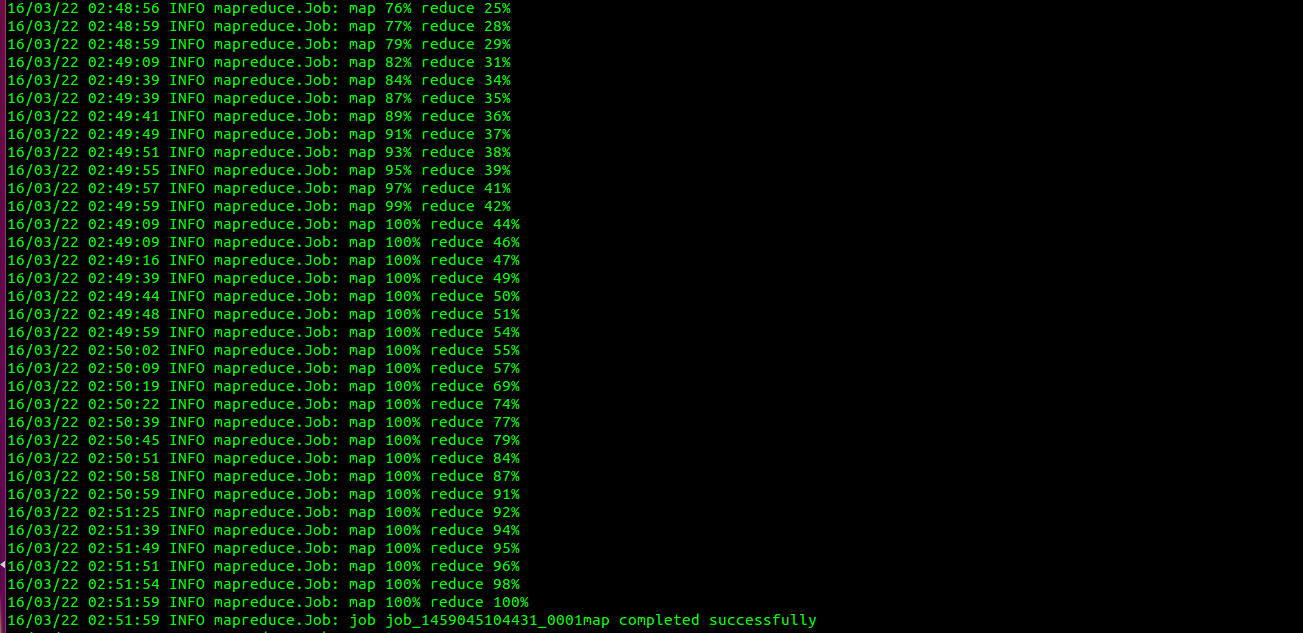 16/03/22 02:48:56 INFO mapreduce.Job: map 76% reduce 25%
16/03/22 02:48:59 INFO mapreduce.Job: map 77% reduce 28%
16/03/22 02:48:59 INFO mapreduce.Job: map 79% reduce 29%
16/03/22 02:49:09 INFO mapreduce.Job: map 82% reduce 31%
16/03/22 02:49:39 INFO mapreduce.Job: map 84% reduce 34%
16/03/22 02:49:39 INFO mapreduce.Job: map 87% reduce 35%
16/03/22 02:49:41 INFO mapreduce.Job: map 89% reduce 36%
16/03/22 02:49:49 INFO mapreduce.Job: map 91% reduce 37%
16/03/22 02:49:51 INFO mapreduce.Job: map 93% reduce 38%
16/03/22 02:49:55 INFO mapreduce.Job: map 95% reduce 39%
16/03/22 02:49:57 INFO mapreduce.Job: map 97% reduce 41%
16/03/22 02:49:59 INFO mapreduce.Job: map 99% reduce 42%
16/03/22 02:49:09 INFO mapreduce.Job: map 100% reduce 44%
16/03/22 02:49:09 INFO mapreduce.Job: map 100% reduce 46%
16/03/22 02:49:16 INFO mapreduce.Job: map 100% reduce 47%
16/03/22 02:49:39 INFO mapreduce.Job: map 100% reduce 49%
16/03/22 02:49:44 INFO mapreduce.Job: map 100% reduce 50%
16/03/22 02:49:48 INFO mapreduce.Job: map 100% reduce 51%
16/03/22 02:49:59 INFO mapreduce.Job: map 100% reduce 54%
16/03/22 02:50:02 INFO mapreduce.Job: map 100% reduce 55%
16/03/22 02:50:09 INFO mapreduce.Job: map 100% reduce 57%
16/03/22 02:50:19 INFO mapreduce.Job: map 100% reduce 69%
16/03/22 02:50:22 INFO mapreduce.Job: map 100% reduce 74%
16/03/22 02:50:39 INFO mapreduce.Job: map 100% reduce 77%
16/03/22 02:50:45 INFO mapreduce.Job: map 100% reduce 79%
16/03/22 02:50:51 INFO mapreduce.Job: map 100% reduce 84%
16/03/22 02:50:58 INFO mapreduce.Job: map 100% reduce 87%
16/03/22 02:50:59 INFO mapreduce.Job: map 100% reduce 91%
16/03/22 02:51:25 INFO mapreduce.Job: map 100% reduce 92%
16/03/22 02:51:39 INFO mapreduce.Job: map 100% reduce 94%
16/03/22 02:51:49 INFO mapreduce.Job: map 100% reduce 95%
16/03/22 02:51:51 INFO mapreduce.Job: map 100% reduce 96%
16/03/22 02:51:54 INFO mapreduce.Job: map 100% reduce 98%
16/03/22 02:51:59 INFO mapreduce.Job: map 100% reduce 100%
16/03/22 02:51:59 INFO mapreduce.Job: job job_1459045104431_0001map completed successfully